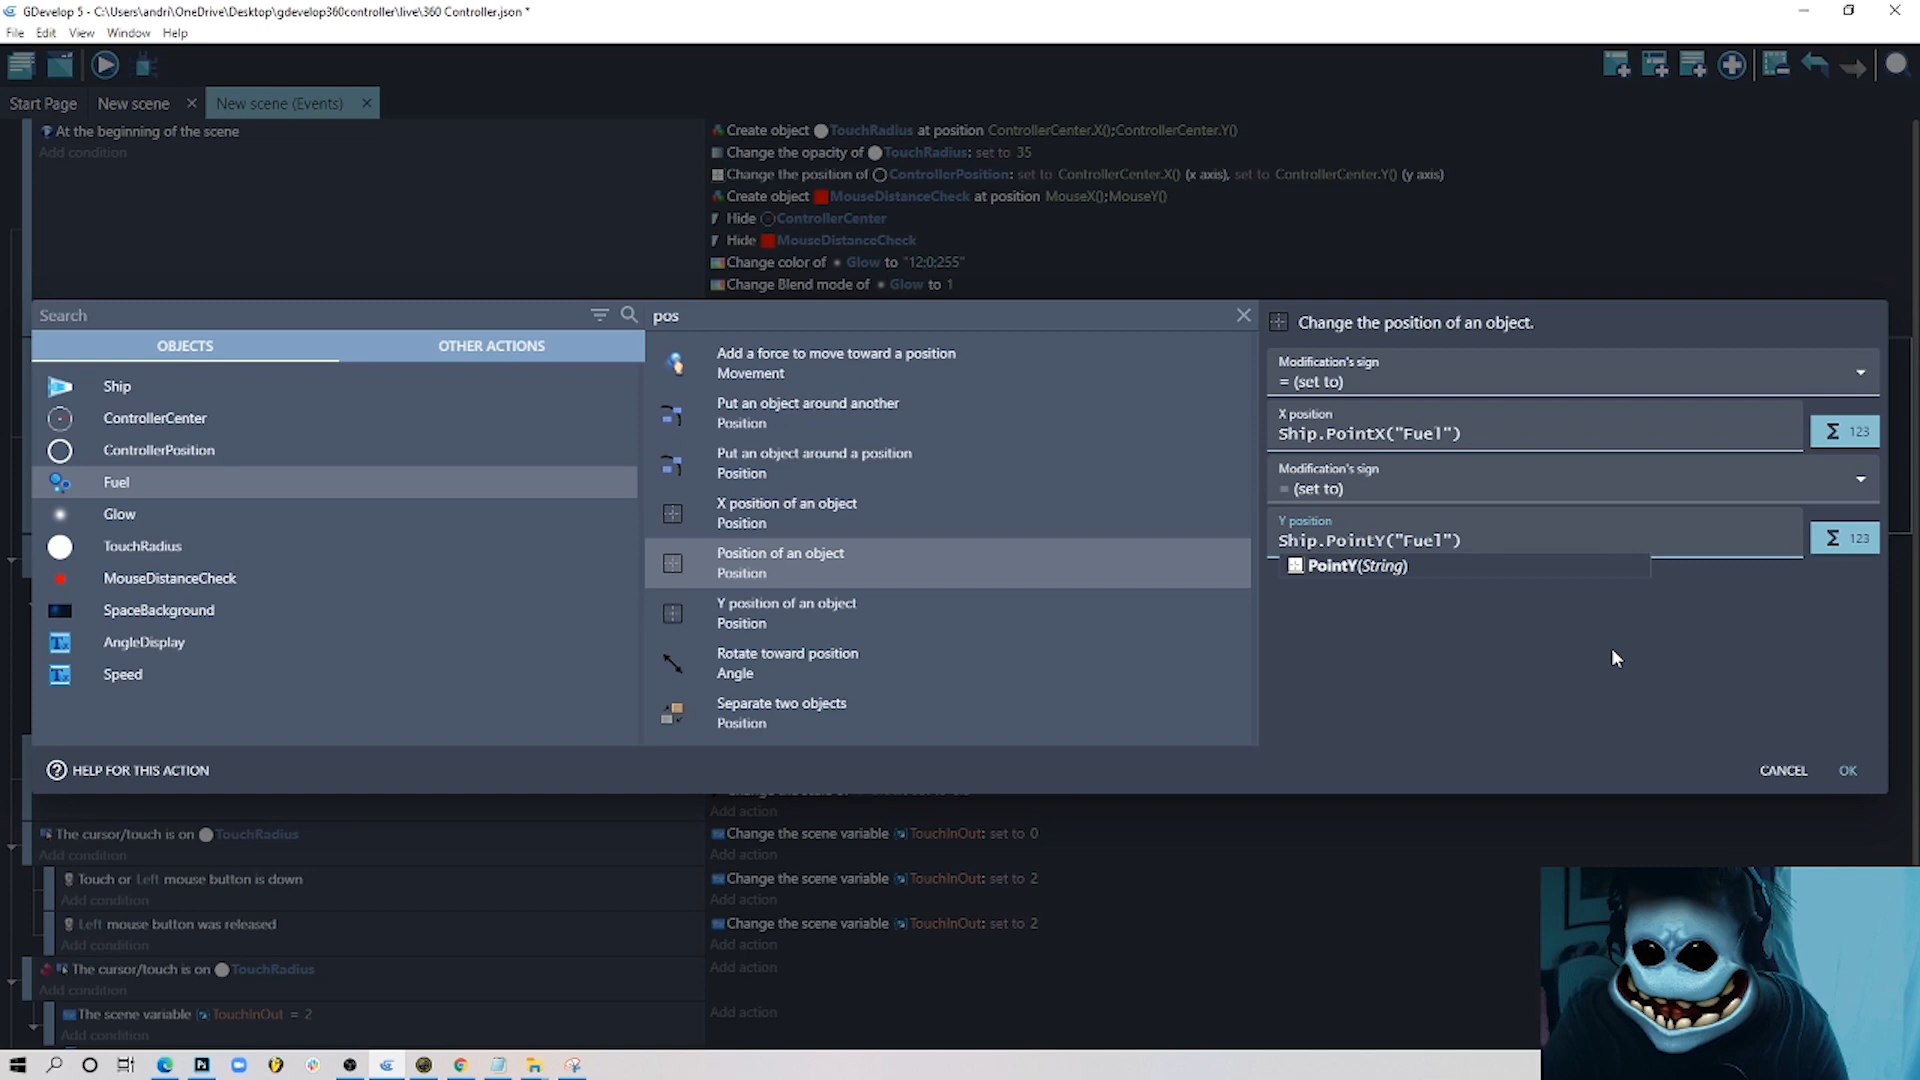 GDevelop 5 - C:\Users\andri\OneDrive\Desktop\gdevelop360controller\live\360 Controller.json *
File Edit View Window Help
Start Page New scene × New scene (Events) ×
At the beginning of the scene
Add condition
Create object TouchRadius at position ControllerCenter.X();ControllerCenter.Y()
Change the opacity of TouchRadius: set to 35
Change the position of ControllerPosition: set to ControllerCenter.X() (x axis), set to ControllerCenter.Y() (y axis)
Create object MouseDistanceCheck at position MouseX();MouseY()
Hide ControllerCenter
Hide MouseDistanceCheck
Change color of Glow to "12;0;255"
Change Blend mode of Glow to 1
Search
OBJECTS OTHER ACTIONS
Ship
ControllerCenter
ControllerPosition
Fuel
Glow
TouchRadius
MouseDistanceCheck
SpaceBackground
AngleDisplay
Speed
pos
Add a force to move toward a position
Movement
Put an object around another
Position
Put an object around a position
Position
X position of an object
Position
Position of an object
Position
Y position of an object
Position
Rotate toward position
Angle
Separate two objects
Position
Change the position of an object.
Modification's sign
= (set to)
X position
Ship.PointX("Fuel")
Σ 123
Modification's sign
= (set to)
Y position
Ship.PointY("Fuel")
Σ 123
PointY(String)
HELP FOR THIS ACTION
CANCEL OK
Add action
The cursor/touch is on TouchRadius
Add condition
Change the scene variable TouchInOut: set to 0
Add action
Touch or Left mouse button is down
Add condition
Change the scene variable TouchInOut: set to 2
Add action
Left mouse button was released
Add condition
Change the scene variable TouchInOut: set to 2
Add action
The cursor/touch is on TouchRadius
Add condition
Add action
The scene variable TouchInOut = 2
Add condition
Add action